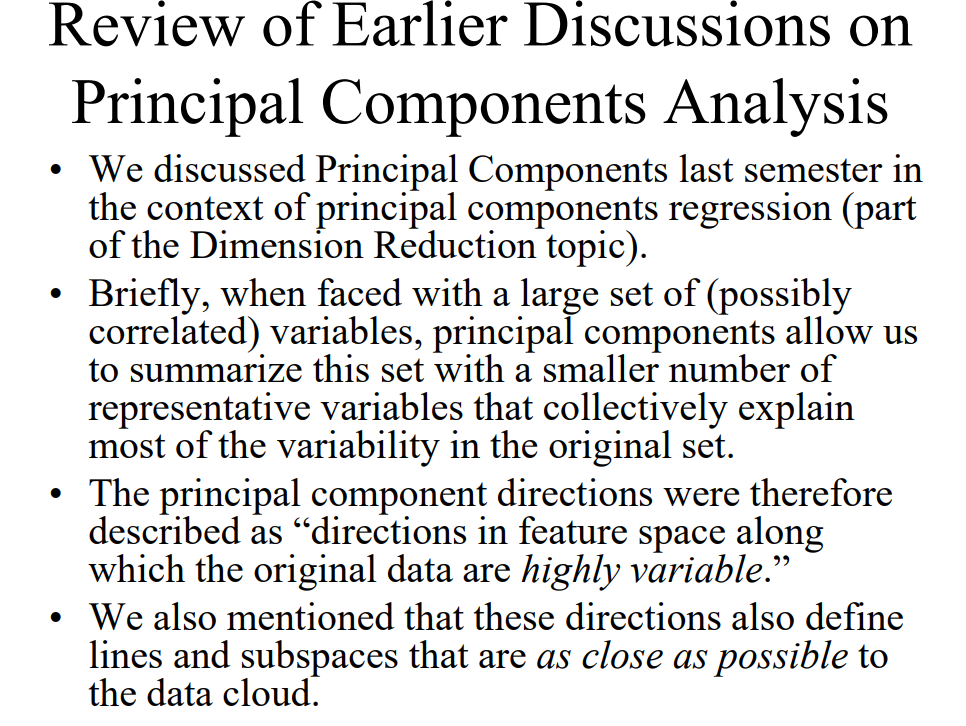 Review of Earlier Discussions on
Principal Components Analysis
• We discussed Principal Components last semester in
the context of principal components regression (part
of the Dimension Reduction topic).
• Briefly, when faced with a large set of (possibly
correlated) variables, principal components allow us
to summarize this set with a smaller number of
representative variables that collectively explain
most of the variability in the original set.
• The principal component directions were therefore
described as “directions in feature space along
which the original data are highly variable.”
• We also mentioned that these directions also define
lines and subspaces that are as close as possible to
the data cloud.